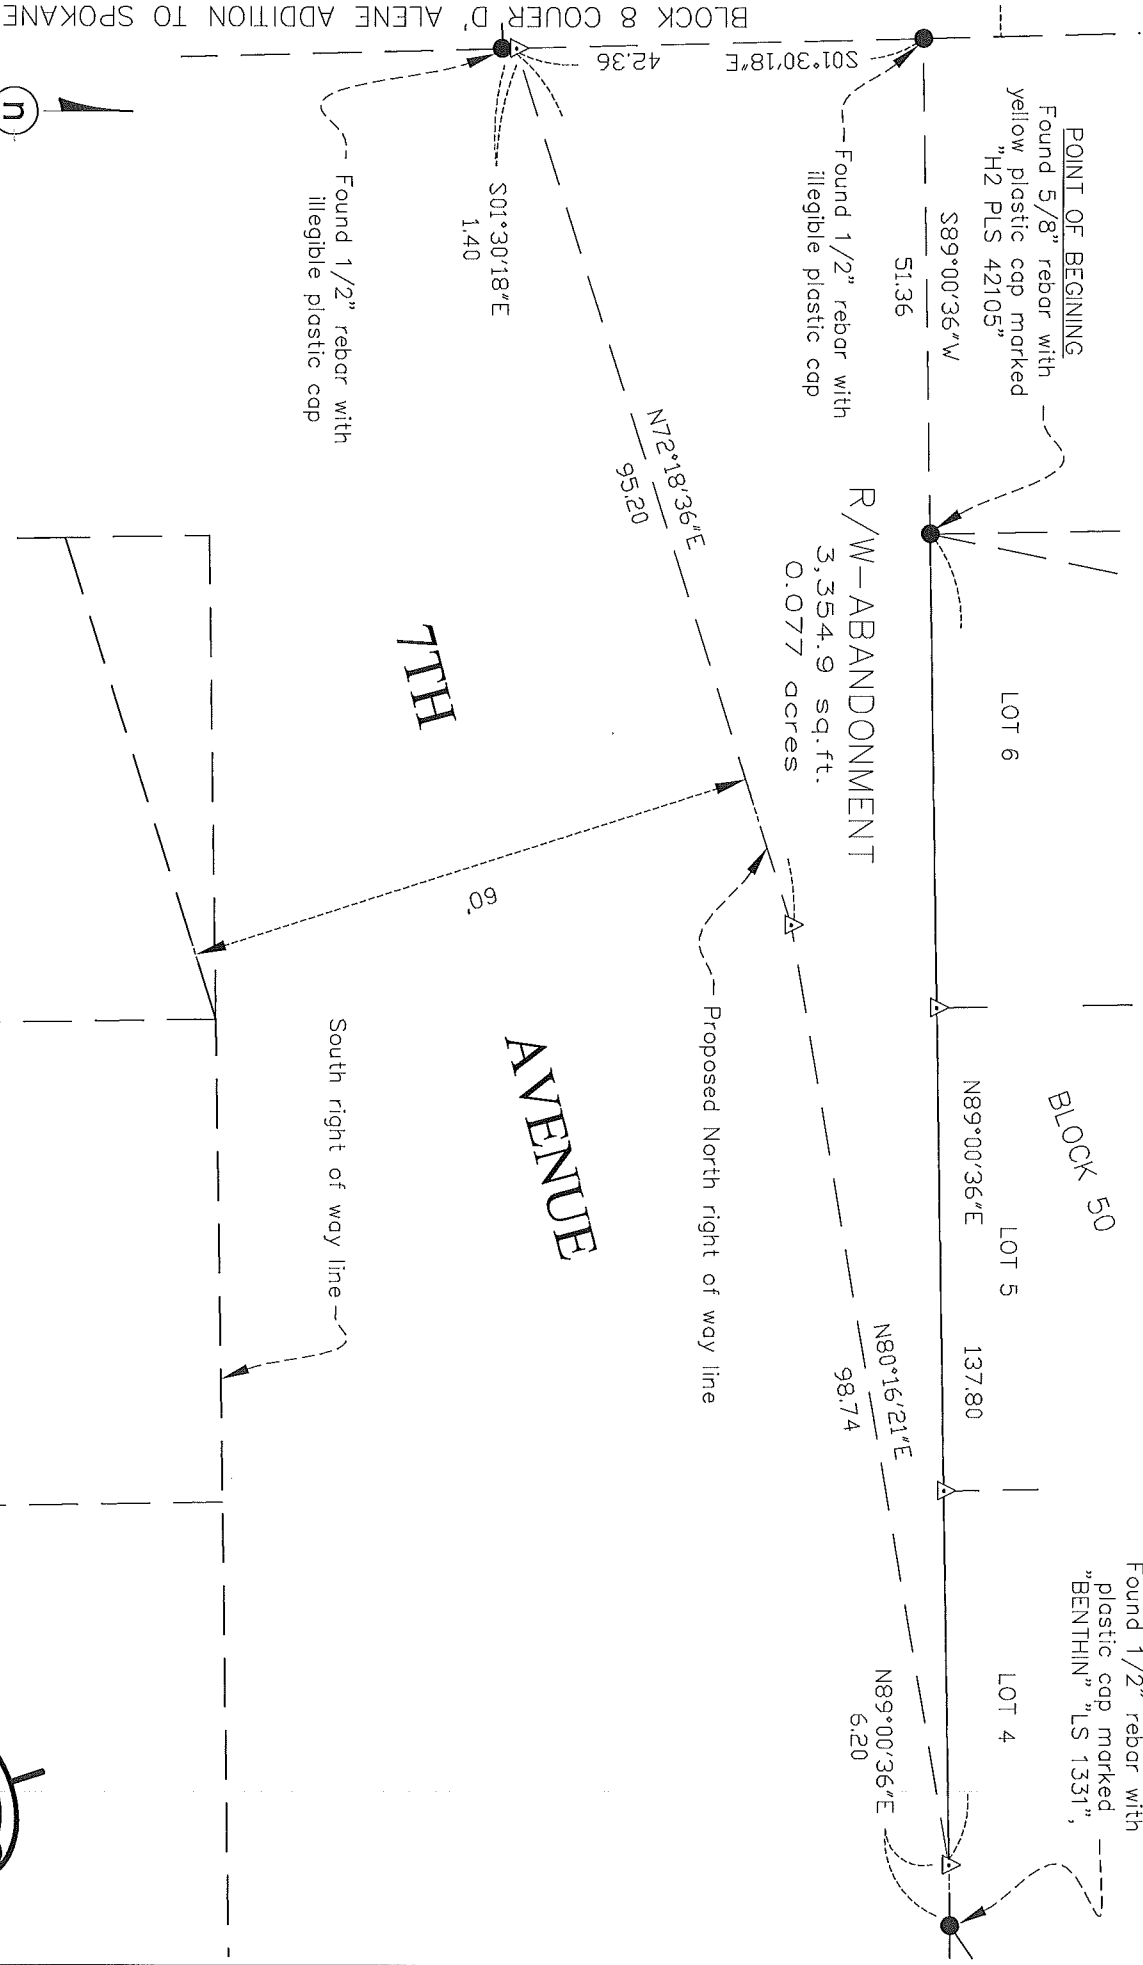 POINT OF BEGINING
Found 5/8" rebar with
yellow plastic cap marked
"H2 PLS 42105"
S89°00'36"W
51.36
Found 1/2" rebar with
illegible plastic cap
S01°30'18"E
42.36
BLOCK 8 COUER D' ALENE ADDITION TO SPOKANE
n
Found 1/2" rebar with
illegible plastic cap
S01°30'18"E
1.40
N72°18'36"E
95.20
R/W-ABANDONMENT
3,354.9 sq.ft.
0.077 acres
LOT 6
BLOCK 50
N89°00'36"E
137.80
LOT 5
LOT 4
Found 1/2" rebar with
plastic cap marked
"BENTHIN" "LS 1331",
N80°16'21"E
98.74
N89°00'36"E
6.20
Proposed North right of way line
7TH AVENUE
60'
South right of way line